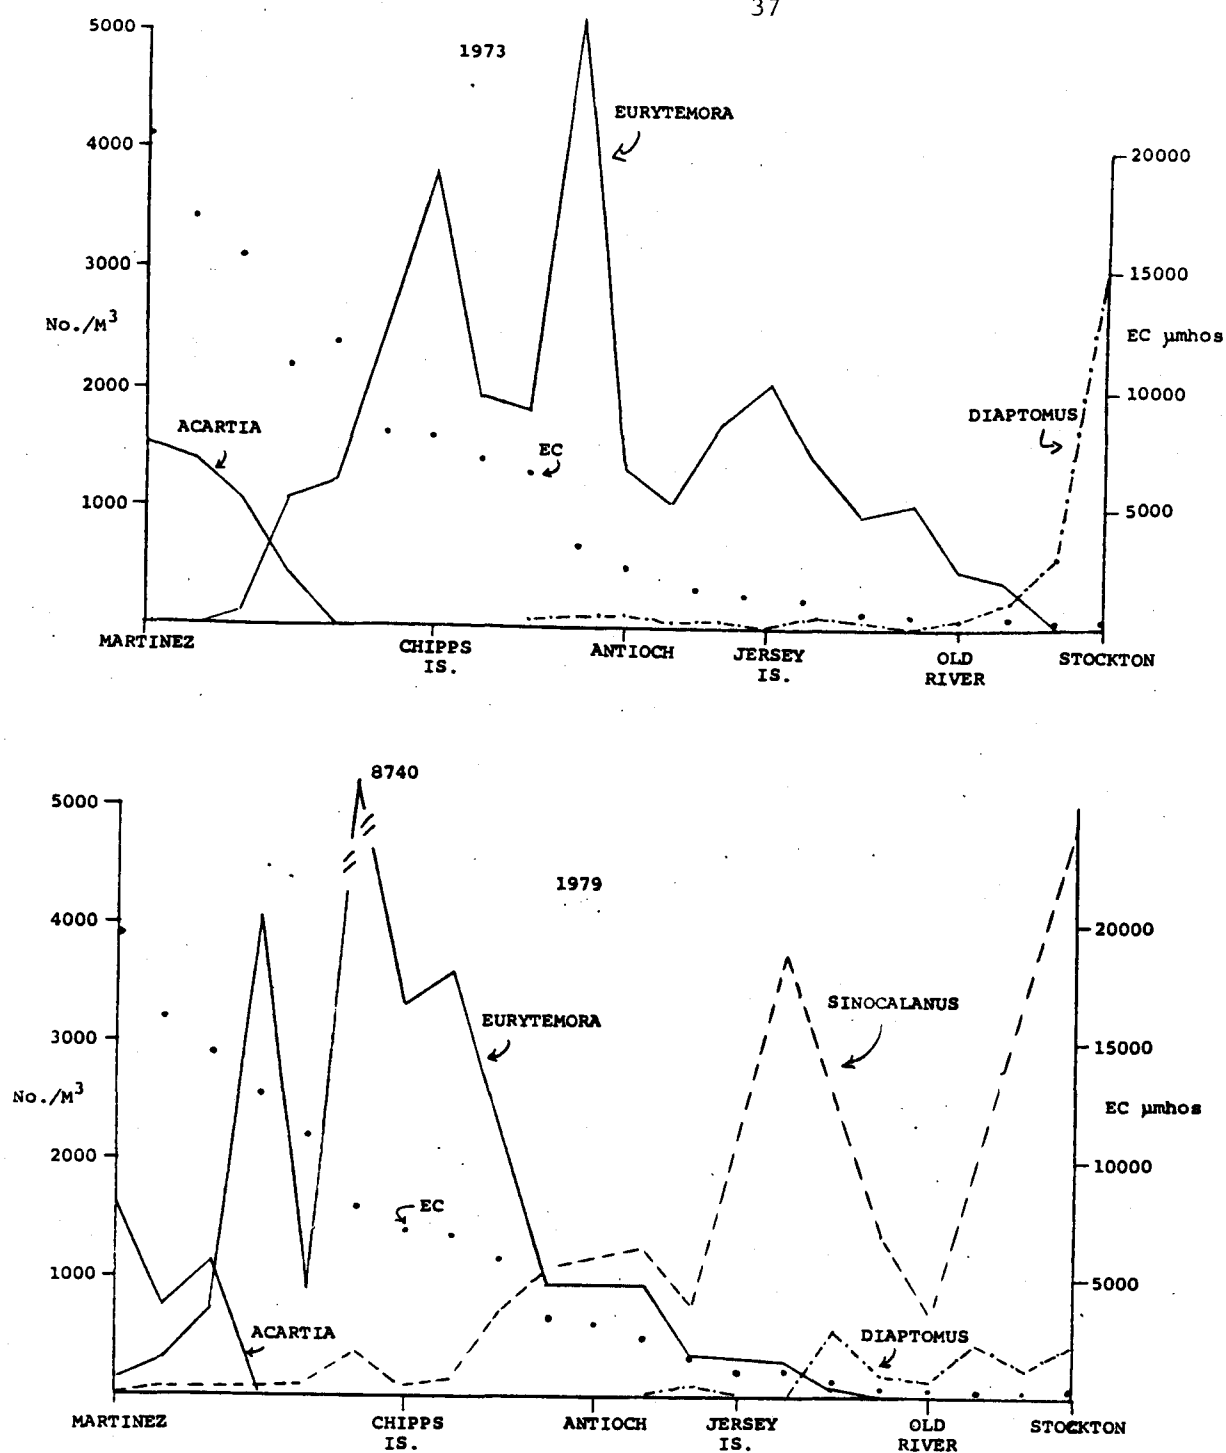 37
5000
1973
EURYTEMORA
4000
20000
3000
15000
No./M³
EC µmhos
2000
10000
DIAPTOMUS
ACARTIA
EC
1000
5000
MARTINEZ
CHIPPS
IS.
ANTIOCH
JERSEY
IS.
OLD
RIVER
STOCKTON
8740
5000
1979
4000
20000
SINOCALANUS
EURYTEMORA
3000
15000
No./M³
EC µmhos
2000
10000
EC
1000
5000
ACARTIA
DIAPTOMUS
MARTINEZ
CHIPPS
IS.
ANTIOCH
JERSEY
IS.
OLD
RIVER
STOCKTON